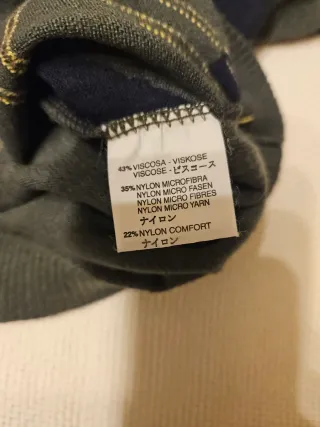 43% VISCOSA - VISKOSE
VISCOSE - ビスコース
35% NYLON MICROFIBRA
NYLON MICRO FASEN
NYLON MICRO FIBRES
NYLON MICRO YARN
ナイロン
22% NYLON COMFORT
ナイロン